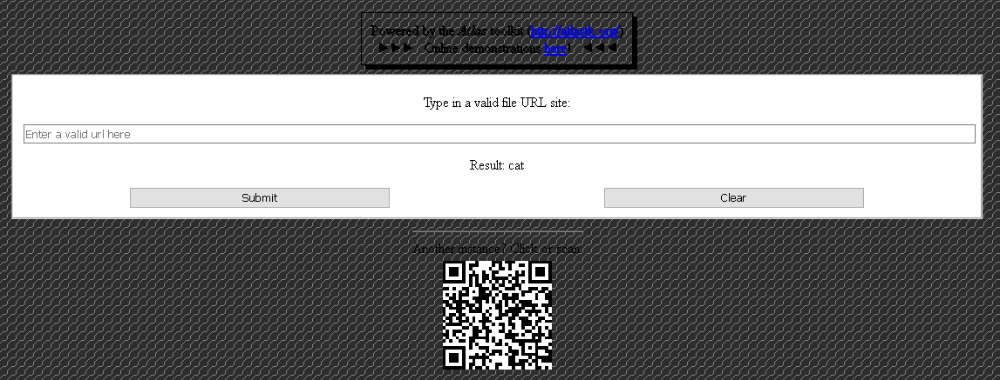 Powered by the Atlas toolkit (http://atlastk.org/)
►►► Online demonstrations here! ◄◄◄
Type in a valid file URL site:
Enter a valid url here
Result: cat
Submit Clear
Another instance? Click or scan